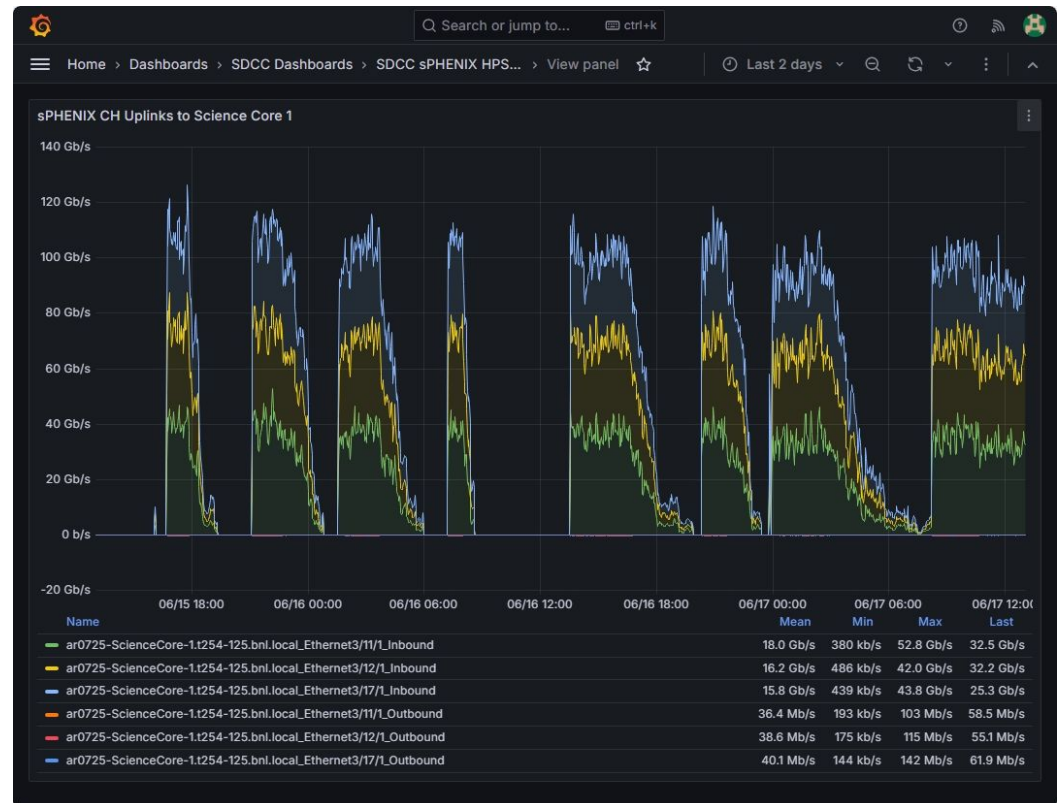 Search or jump to... ctrl+k
Home › Dashboards › SDCC Dashboards › SDCC sPHENIX HPS... › View panel Last 2 days
sPHENIX CH Uplinks to Science Core 1
140 Gb/s
120 Gb/s
100 Gb/s
80 Gb/s
60 Gb/s
40 Gb/s
20 Gb/s
0 b/s
-20 Gb/s
06/15 18:00 06/16 00:00 06/16 06:00 06/16 12:00 06/16 18:00 06/17 00:00 06/17 06:00 06/17 12:00
Name Mean Min Max Last
ar0725-ScienceCore-1.t254-125.bnl.local_Ethernet3/11/1_Inbound 18.0 Gb/s 380 kb/s 52.8 Gb/s 32.5 Gb/s
ar0725-ScienceCore-1.t254-125.bnl.local_Ethernet3/12/1_Inbound 16.2 Gb/s 486 kb/s 42.0 Gb/s 32.2 Gb/s
ar0725-ScienceCore-1.t254-125.bnl.local_Ethernet3/17/1_Inbound 15.8 Gb/s 439 kb/s 43.8 Gb/s 25.3 Gb/s
ar0725-ScienceCore-1.t254-125.bnl.local_Ethernet3/11/1_Outbound 36.4 Mb/s 193 kb/s 103 Mb/s 58.5 Mb/s
ar0725-ScienceCore-1.t254-125.bnl.local_Ethernet3/12/1_Outbound 38.6 Mb/s 175 kb/s 115 Mb/s 55.1 Mb/s
ar0725-ScienceCore-1.t254-125.bnl.local_Ethernet3/17/1_Outbound 40.1 Mb/s 144 kb/s 142 Mb/s 61.9 Mb/s